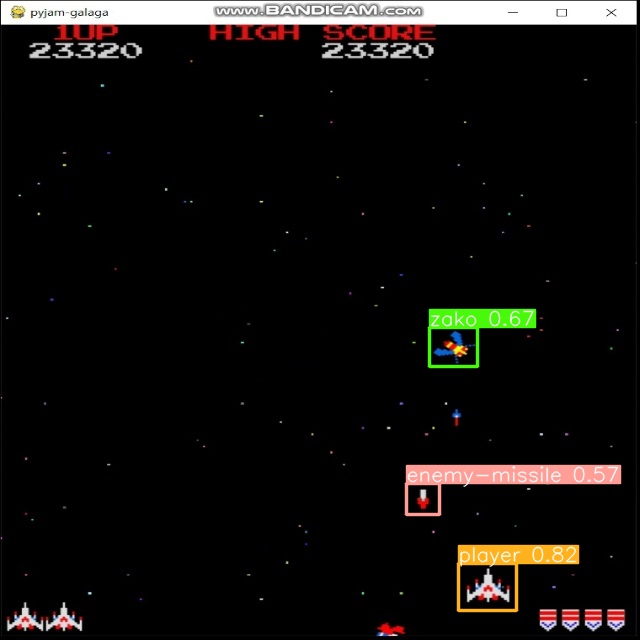 pyjam-galaga
www.BANDICAM.com
1UP HIGH SCORE
23320 23320
zako 0.67
enemy-missile 0.57
player 0.82